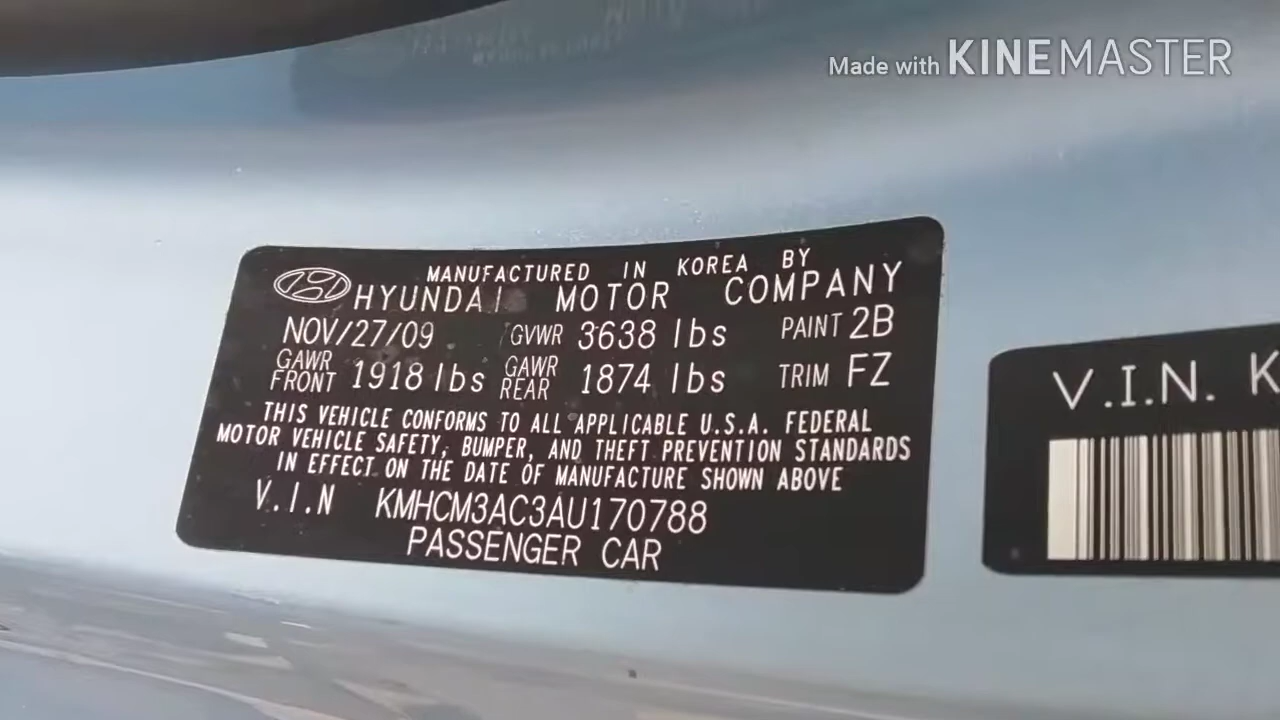 Made with KINEMASTER
MANUFACTURED IN KOREA BY
HYUNDAI MOTOR COMPANY
NOV/27/09 GVWR 3638 lbs PAINT 2B
GAWR FRONT 1918 lbs GAWR REAR 1874 lbs TRIM FZ
THIS VEHICLE CONFORMS TO ALL APPLICABLE U.S.A. FEDERAL
MOTOR VEHICLE SAFETY, BUMPER, AND THEFT PREVENTION STANDARDS
IN EFFECT ON THE DATE OF MANUFACTURE SHOWN ABOVE
V.I.N KMHCM3AC3AU170788
PASSENGER CAR
V.I.N. K